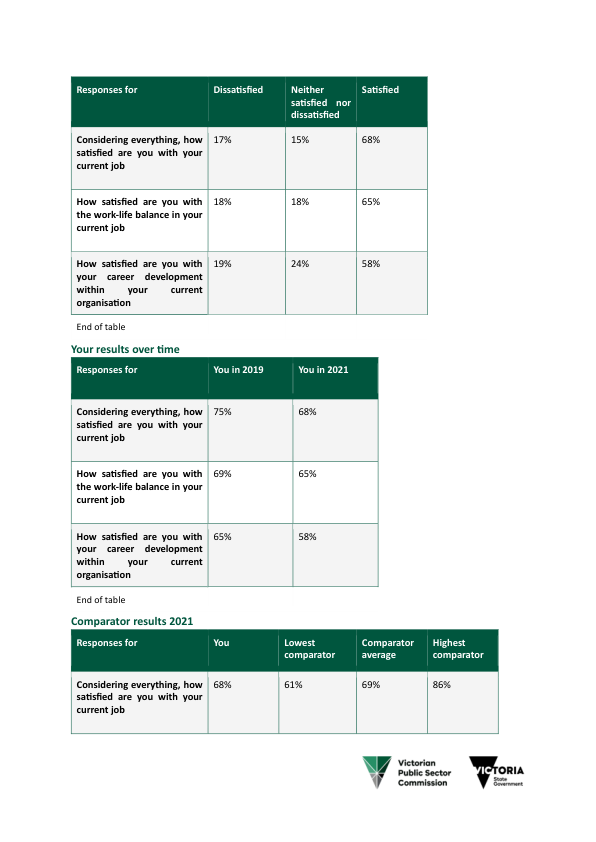 Responses for Dissatisfied Neither satisfied nor dissatisfied Satisfied
Considering everything, how satisfied are you with your current job 17% 15% 68%
How satisfied are you with the work-life balance in your current job 18% 18% 65%
How satisfied are you with your career development within your current organisation 19% 24% 58%
End of table
Your results over time
Responses for You in 2019 You in 2021
Considering everything, how satisfied are you with your current job 75% 68%
How satisfied are you with the work-life balance in your current job 69% 65%
How satisfied are you with your career development within your current organisation 65% 58%
End of table
Comparator results 2021
Responses for You Lowest comparator Comparator average Highest comparator
Considering everything, how satisfied are you with your current job 68% 61% 69% 86%
Victorian
Public Sector
Commission
VICTORIA
State
Government